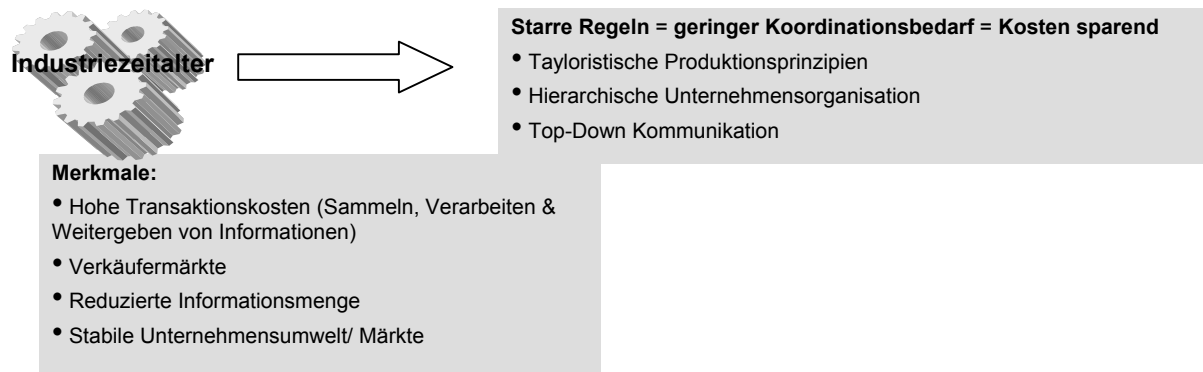 Industriezeitalter
Starre Regeln = geringer Koordinationsbedarf = Kosten sparend
• Tayloristische Produktionsprinzipien
• Hierarchische Unternehmensorganisation
• Top-Down Kommunikation
Merkmale:
• Hohe Transaktionskosten (Sammeln, Verarbeiten &
Weitergeben von Informationen)
• Verkäufermärkte
• Reduzierte Informationsmenge
• Stabile Unternehmensumwelt/ Märkte